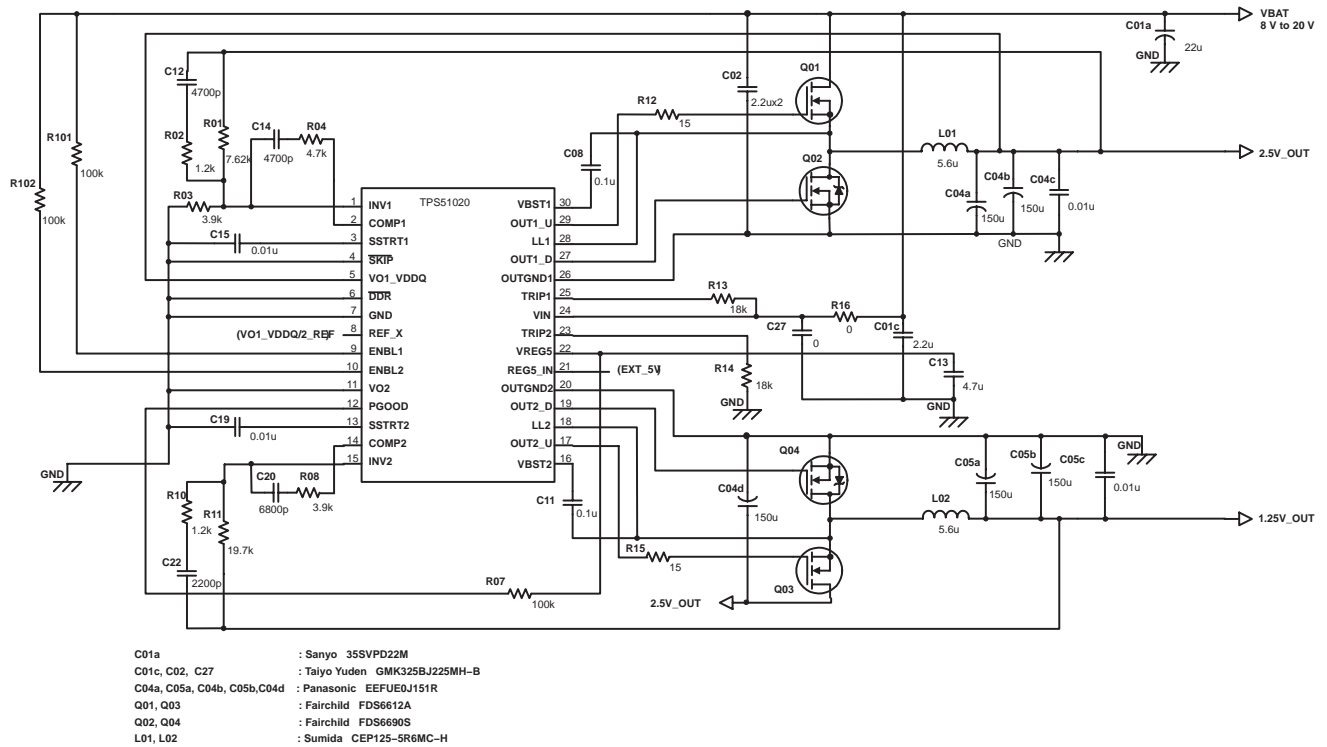 VBAT
8 V to 20 V
C01a
22u
GND
C12
4700p
R01
7.62k
R02
1.2k
C14
4700p
R04
4.7k
R101
100k
R102
100k
R03
3.9k
C15
0.01u
C02
2.2ux2
Q01
R12
15
C08
0.1u
Q02
L01
5.6u
2.5V_OUT
C04a
150u
C04b
150u
C04c
0.01u
GND
TPS51020
1 INV1
2 COMP1
3 SSTRT1
4 SKIP
5 VO1_VDDQ
6 DDR
7 GND
8 REF_X
9 ENBL1
10 ENBL2
11 VO2
12 PGOOD
13 SSTRT2
14 COMP2
15 INV2
VBST1 30
OUT1_U 29
LL1 28
OUT1_D 27
OUTGND1 26
TRIP1 25
VIN 24
TRIP2 23
VREG5 22
REG5_IN 21
OUTGND2 20
OUT2_D 19
LL2 18
OUT2_U 17
VBST2 16
(VO1_VDDQ/2_REF
(EXT_5V)
R13
18k
R16
0
C27
0
C01c
2.2u
R14
18k
GND
C13
4.7u
GND
C19
0.01u
GND
C20
6800p
R08
3.9k
R10
1.2k
R11
19.7k
C22
2200p
C11
0.1u
R15
15
R07
100k
Q04
C04d
150u
Q03
2.5V_OUT
L02
5.6u
C05a
150u
C05b
150u
C05c
0.01u
GND
1.25V_OUT
C01a : Sanyo 35SVPD22M
C01c, C02, C27 : Taiyo Yuden GMK325BJ225MH−B
C04a, C05a, C04b, C05b,C04d : Panasonic EEFUE0J151R
Q01, Q03 : Fairchild FDS6612A
Q02, Q04 : Fairchild FDS6690S
L01, L02 : Sumida CEP125−5R6MC−H